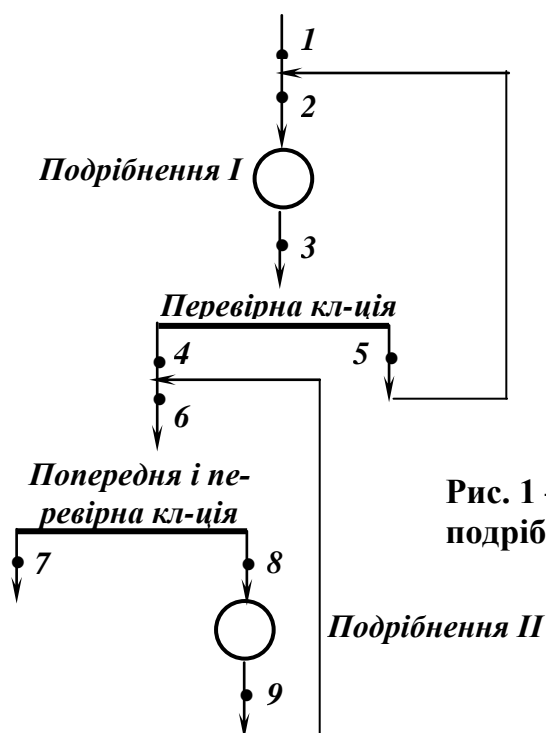 1
2
Подрібнення I
3
Перевірна кл-ція
4
5
6
Попередня і пе-
ревірна кл-ція
Рис. 1
подріб
7
8
Подрібнення II
9